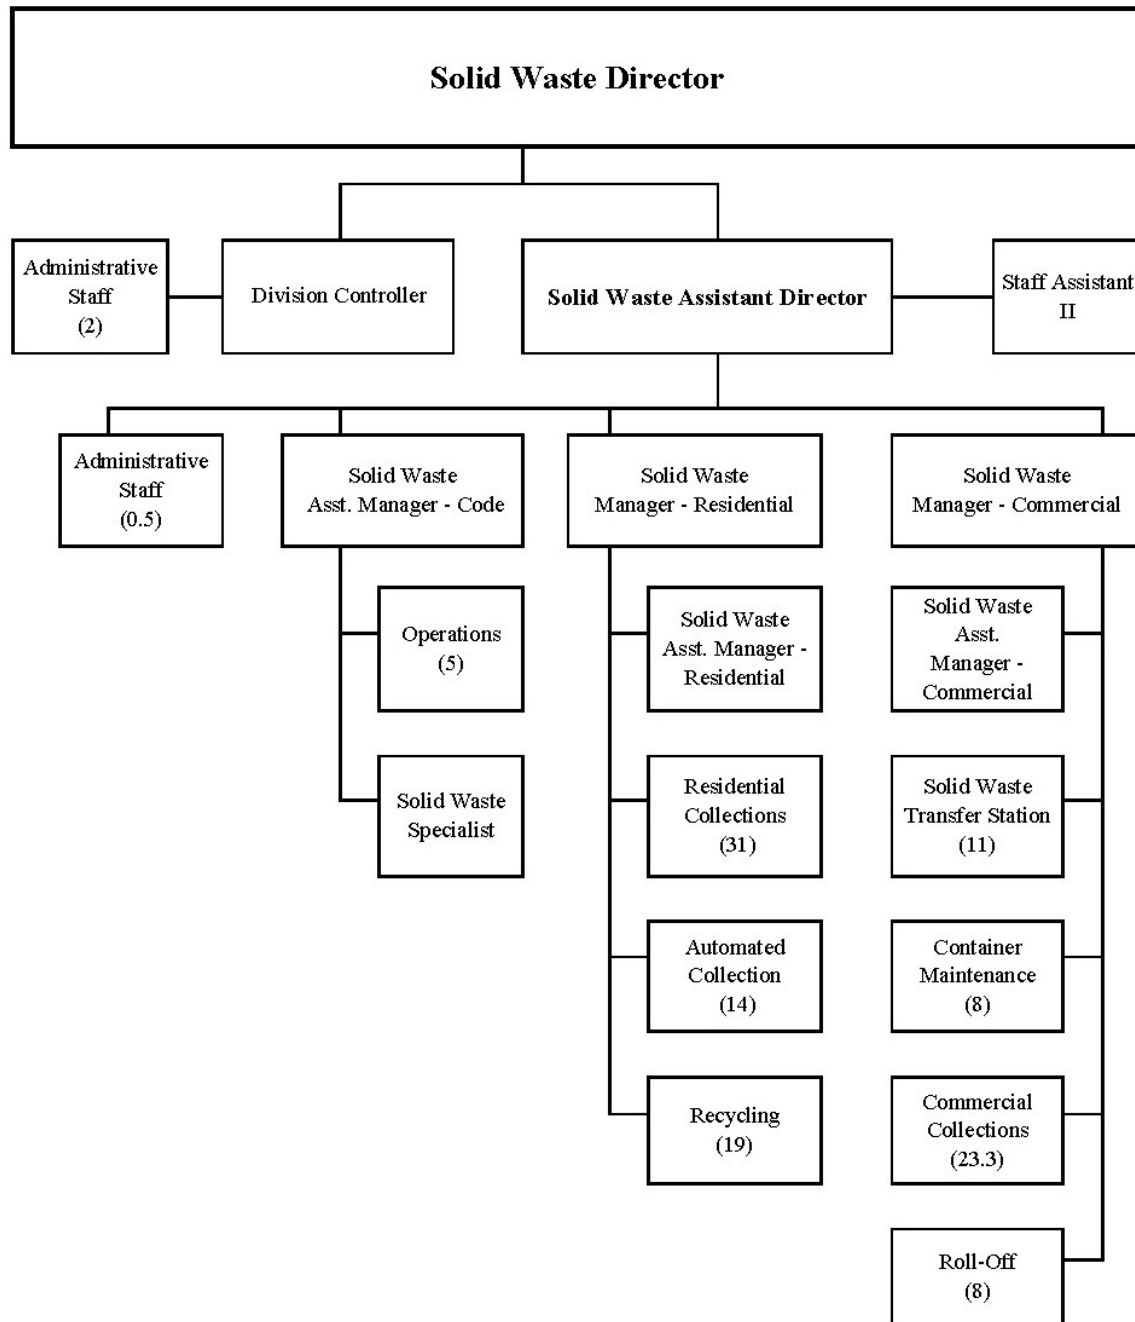 Solid Waste Director
Administrative
Staff
(2)
Division Controller
Solid Waste Assistant Director
Staff Assistant
II
Administrative
Staff
(0.5)
Solid Waste
Asst. Manager - Code
Solid Waste
Manager - Residential
Solid Waste
Manager - Commercial
Operations
(5)
Solid Waste
Asst. Manager -
Residential
Solid Waste
Asst.
Manager -
Commercial
Solid Waste
Specialist
Residential
Collections
(31)
Solid Waste
Transfer Station
(11)
Automated
Collection
(14)
Container
Maintenance
(8)
Recycling
(19)
Commercial
Collections
(23.3)
Roll-Off
(8)